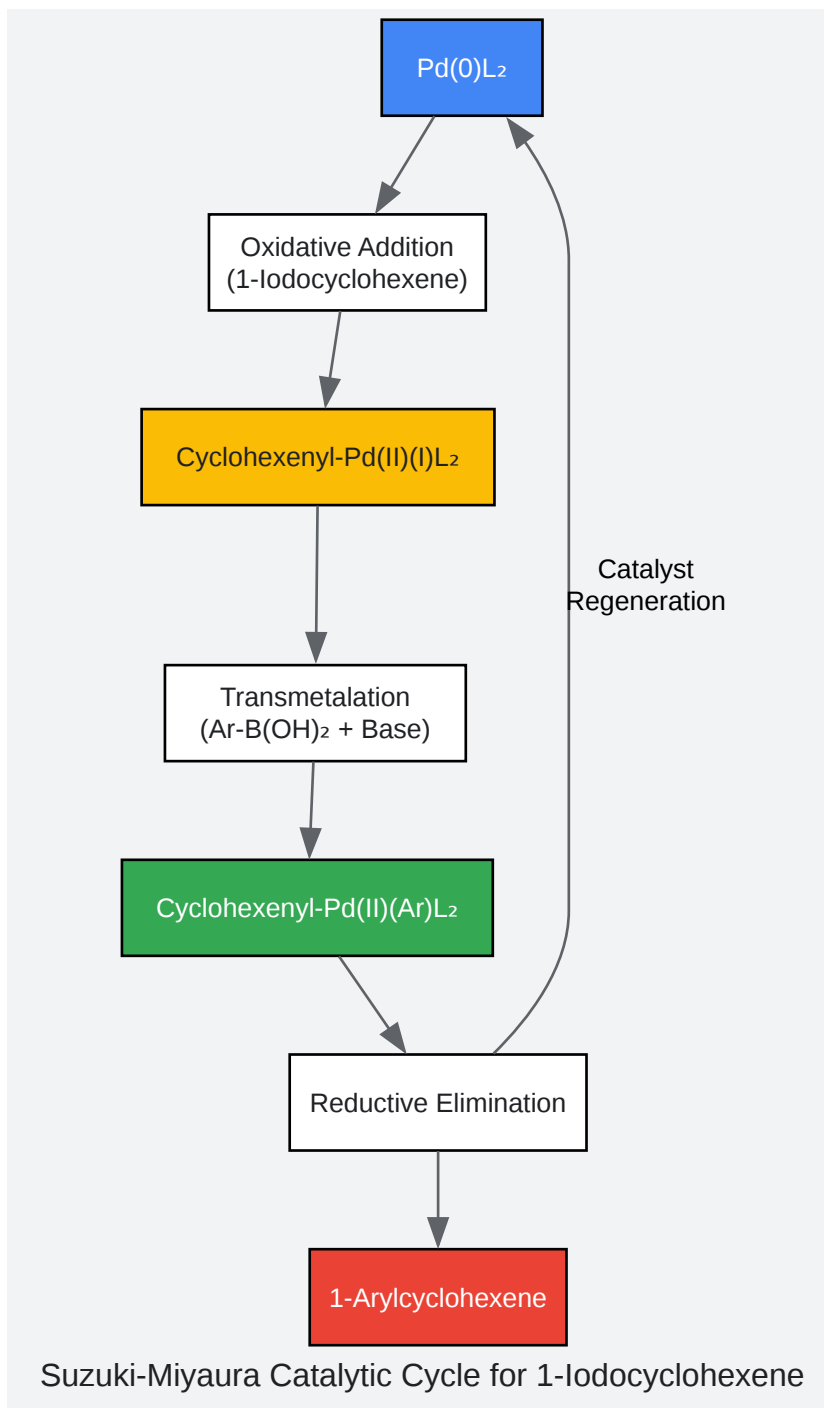 Pd(0)L₂
Oxidative Addition
(1-Iodocyclohexene)
Cyclohexenyl-Pd(II)(I)L₂
Catalyst
Regeneration
Transmetalation
(Ar-B(OH)₂ + Base)
Cyclohexenyl-Pd(II)(Ar)L₂
Reductive Elimination
1-Arylcyclohexene
Suzuki-Miyaura Catalytic Cycle for 1-Iodocyclohexene